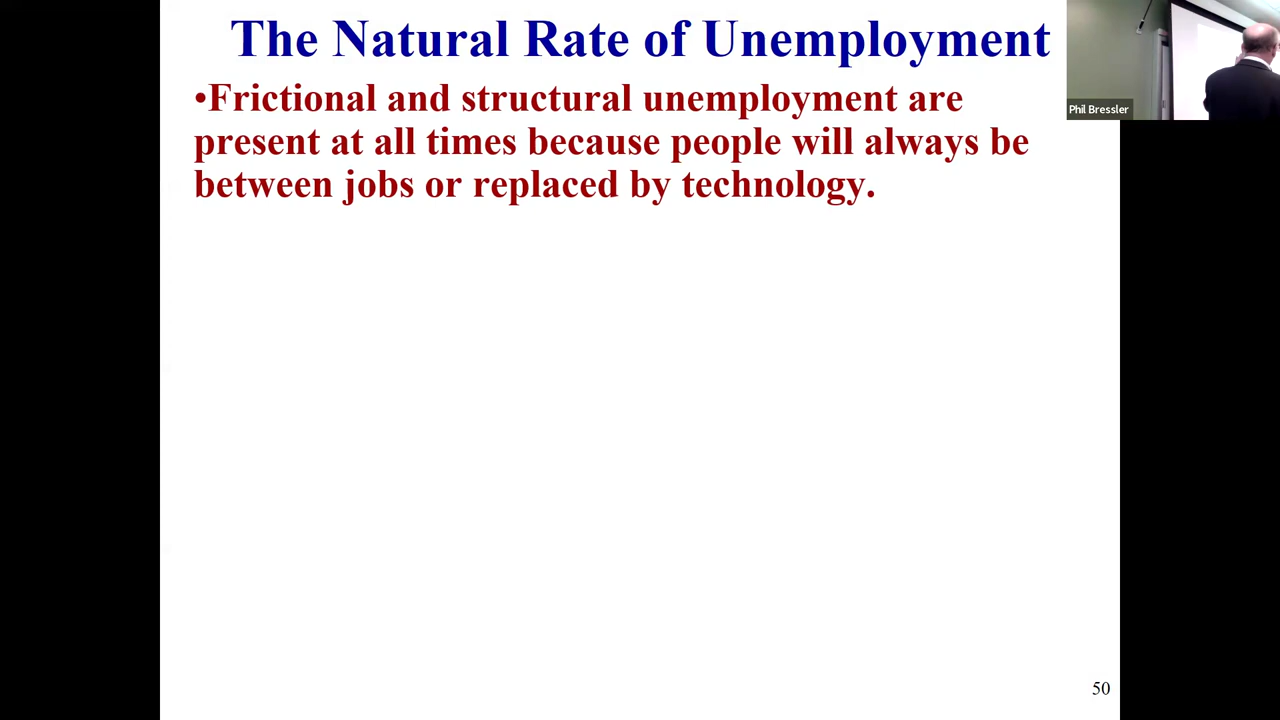 The Natural Rate of Unemployment
•Frictional and structural unemployment are
present at all times because people will always be
between jobs or replaced by technology.
Phil Bressler
50